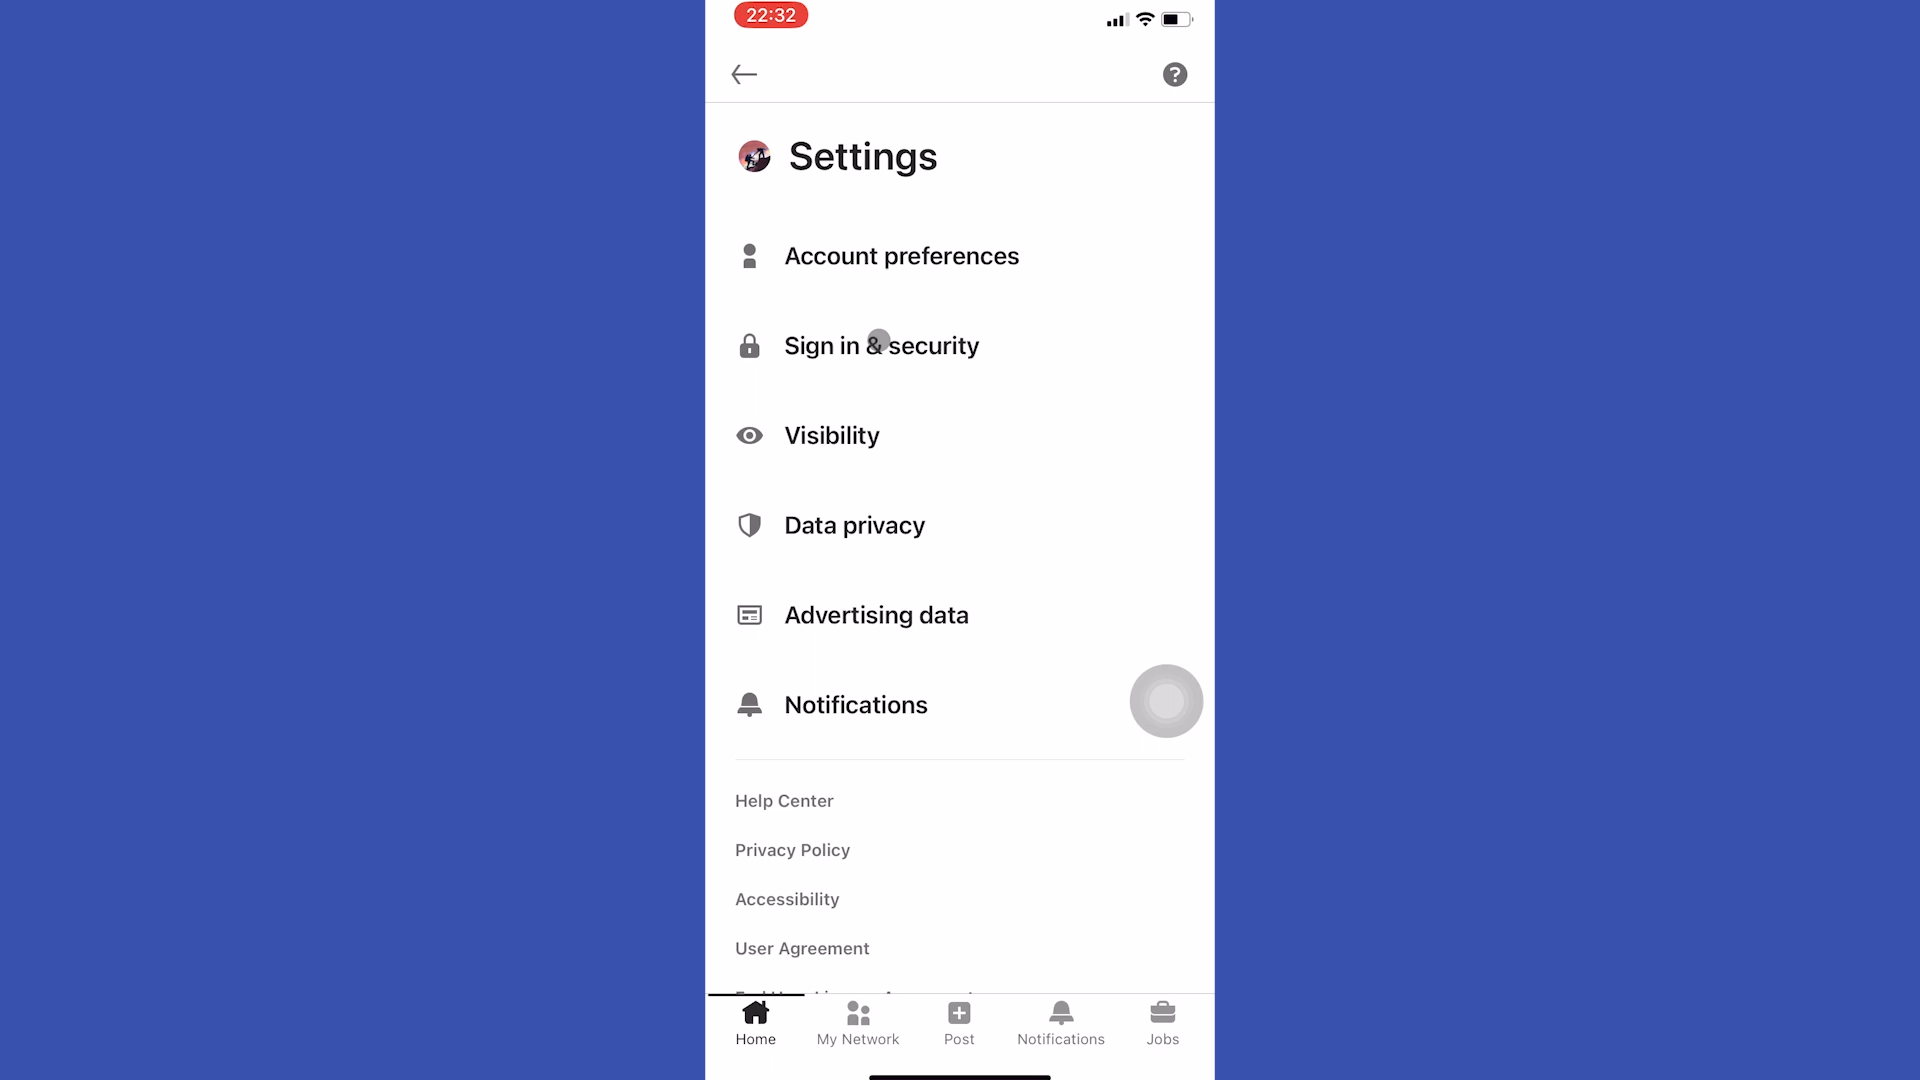 22:32
Settings
Account preferences
Sign in & security
Visibility
Data privacy
Advertising data
Notifications
Help Center
Privacy Policy
Accessibility
User Agreement
Home
My Network
Post
Notifications
Jobs